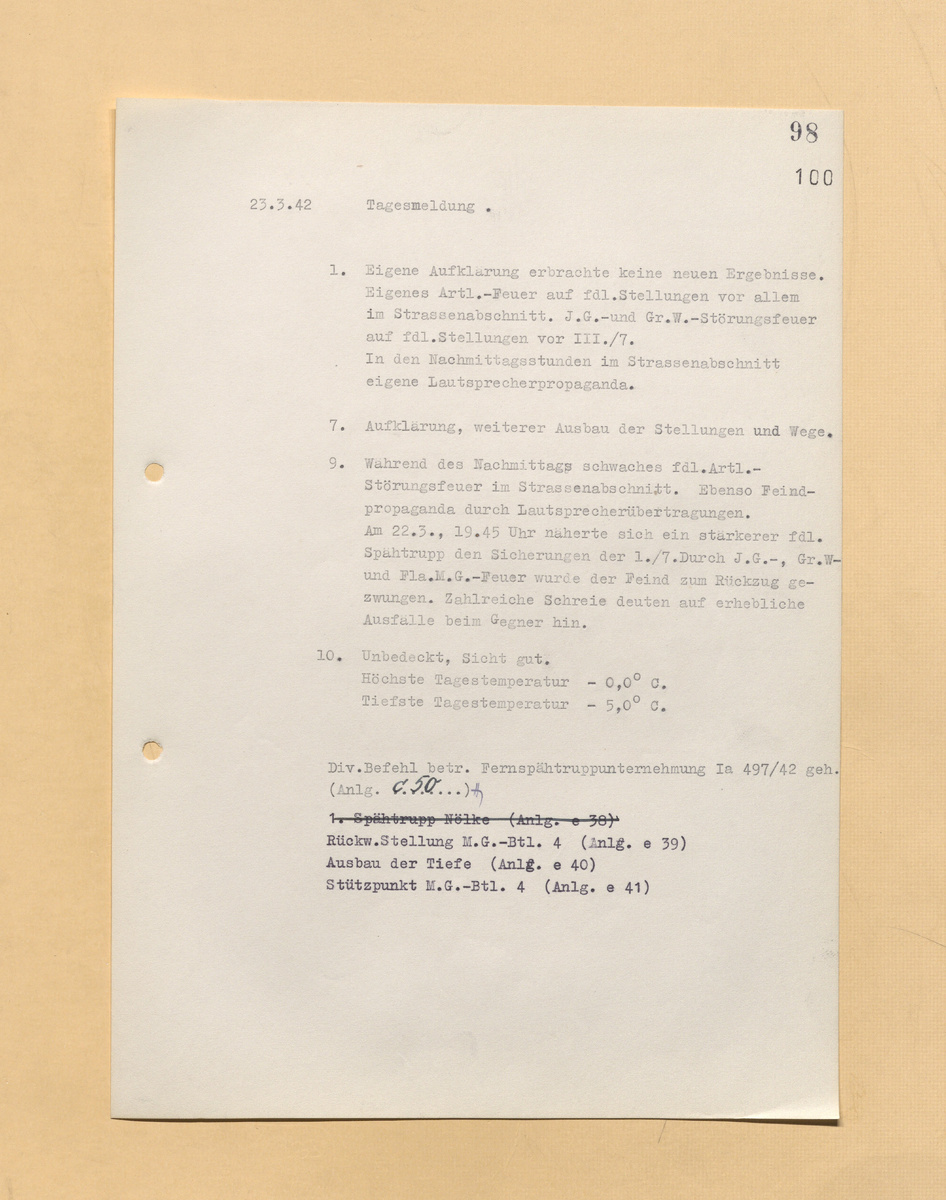 98
100
23.3.42 Tagesmeldung .
1. Eigene Aufklärung erbrachte keine neuen Ergebnisse.
Eigenes Artl.-Feuer auf fdl.Stellungen vor allem
im Strassenabschnitt. J.G.-und Gr.W.-Störungsfeuer
auf fdl.Stellungen vor III./7.
In den Nachmittagsstunden im Strassenabschnitt
eigene Lautsprecherpropaganda.
7. Aufklärung, weiterer Ausbau der Stellungen und Wege.
9. Während des Nachmittags schwaches fdl.Artl.-
Störungsfeuer im Strassenabschnitt. Ebenso Feind-
propaganda durch Lautsprecherübertragungen.
Am 22.3., 19.45 Uhr näherte sich ein stärkerer fdl.
Spähtrupp den Sicherungen der 1./7.Durch J.G.-, Gr.W-
und Fla.M.G.-Feuer wurde der Feind zum Rückzug ge-
zwungen. Zahlreiche Schreie deuten auf erhebliche
Ausfälle beim Gegner hin.
10. Unbedeckt, Sicht gut.
Höchste Tagestemperatur - 0,0° C.
Tiefste Tagestemperatur - 5,0° C.
Div.Befehl betr. Fernspähtruppunternehmung Ia 497/42 geh.
(Anlg. c.50...)
1. Spähtrupp Nölke (Anlg. e 38)
Rückw.Stellung M.G.-Btl. 4 (Anlg. e 39)
Ausbau der Tiefe (Anlg. e 40)
Stützpunkt M.G.-Btl. 4 (Anlg. e 41)